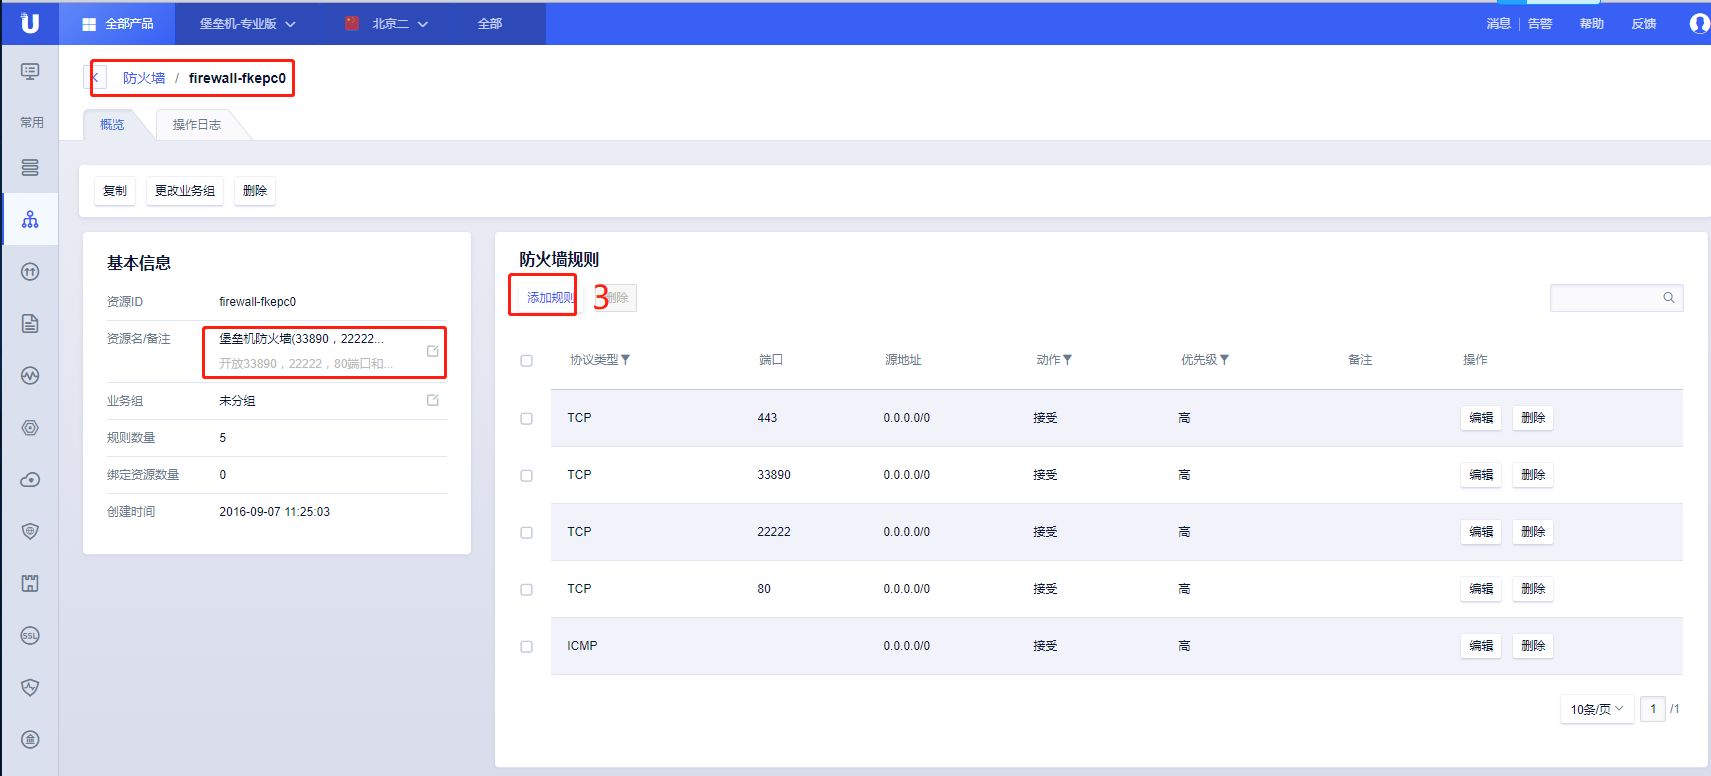 U 全部产品 堡垒机-专业版 北京二 全部 消息 告警 帮助 反馈
防火墙 / firewall-fkepc0
常用
概览 操作日志
复制 更改业务组 删除
基本信息
资源ID firewall-fkepc0
资源名/备注 堡垒机防火墙(33890，22222...
开放33890，22222，80端口和...
业务组 未分组
规则数量 5
绑定资源数量 0
创建时间 2016-09-07 11:25:03
防火墙规则
添加规则 3 删除
协议类型 端口 源地址 动作 优先级 备注 操作
TCP 443 0.0.0.0/0 接受 高 编辑 删除
TCP 33890 0.0.0.0/0 接受 高 编辑 删除
TCP 22222 0.0.0.0/0 接受 高 编辑 删除
TCP 80 0.0.0.0/0 接受 高 编辑 删除
ICMP 0.0.0.0/0 接受 高 编辑 删除
SSL
10条/页 1 /1